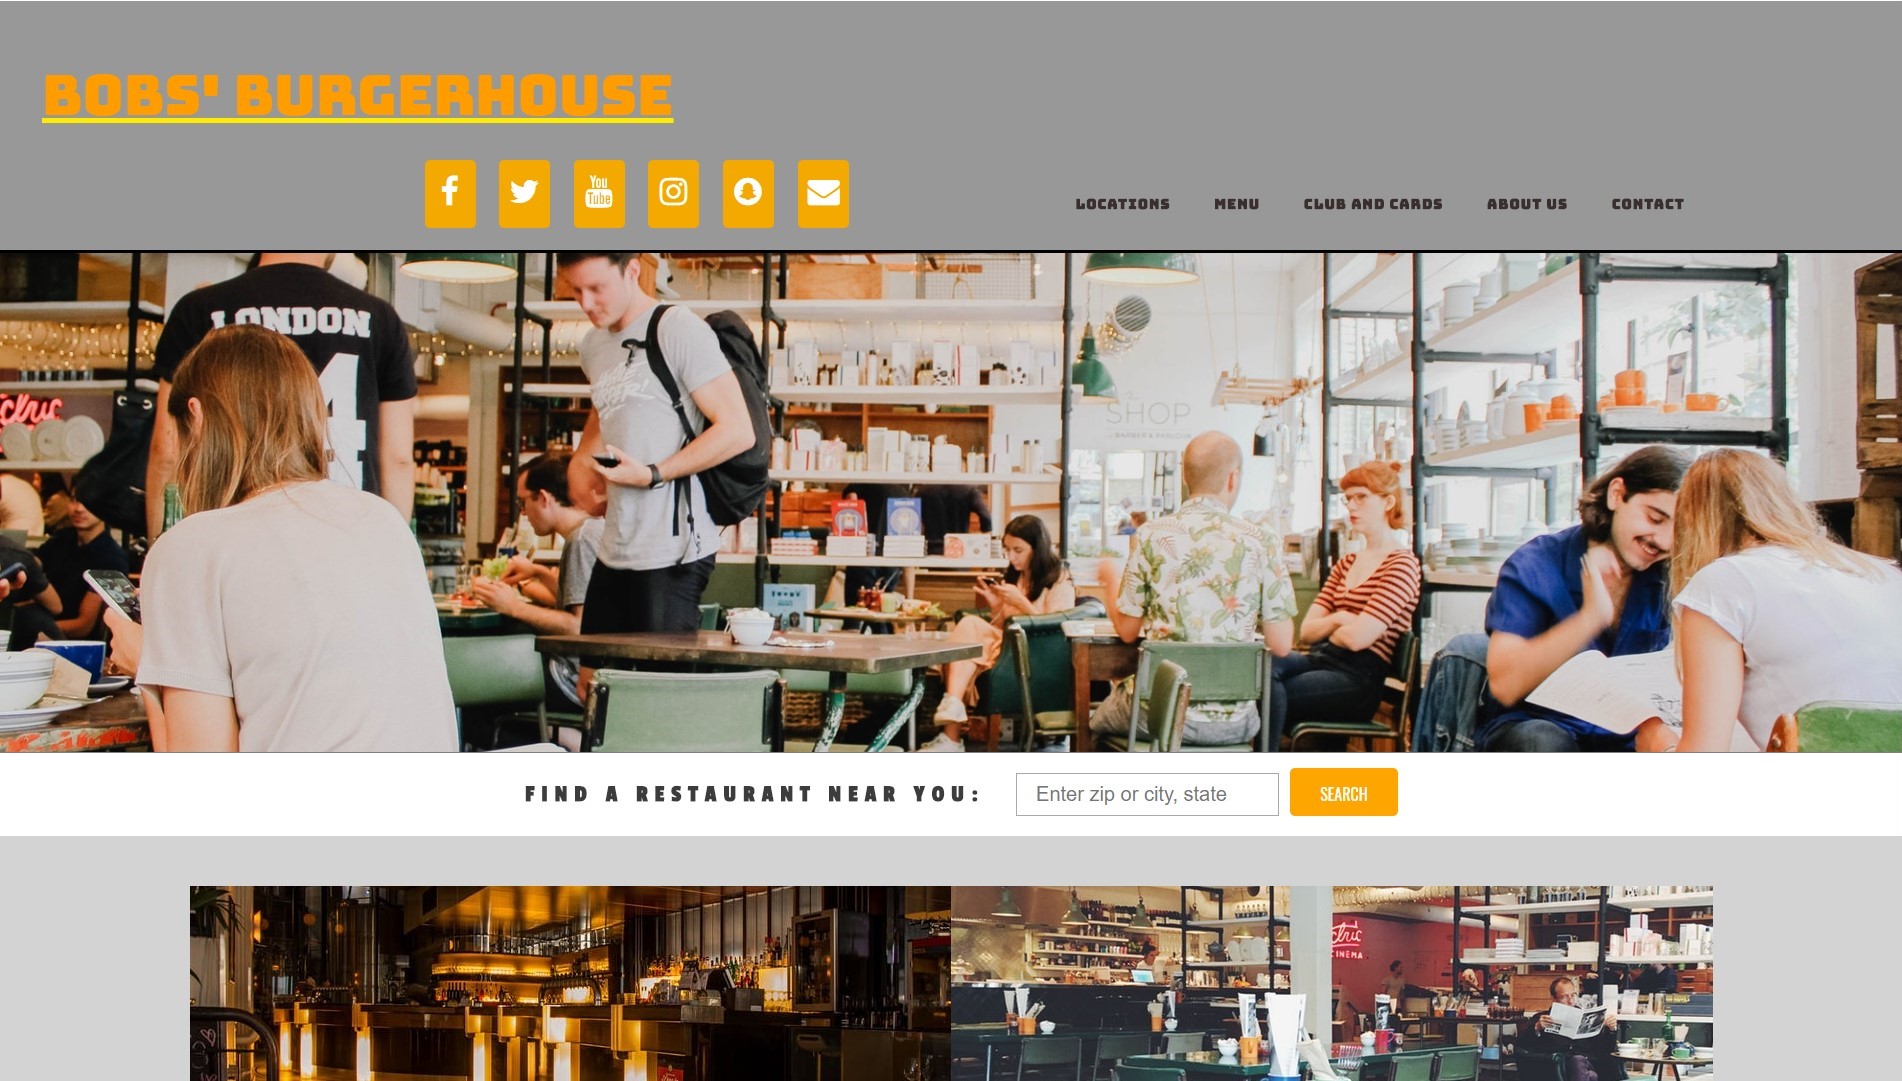 BOBS' BURGERHOUSE
You
Tube
LOCATIONS MENU CLUB AND CARDS ABOUT US CONTACT
LONDON
4
SHOP
FIND A RESTAURANT NEAR YOU: Enter zip or city, state SEARCH
CINEMA